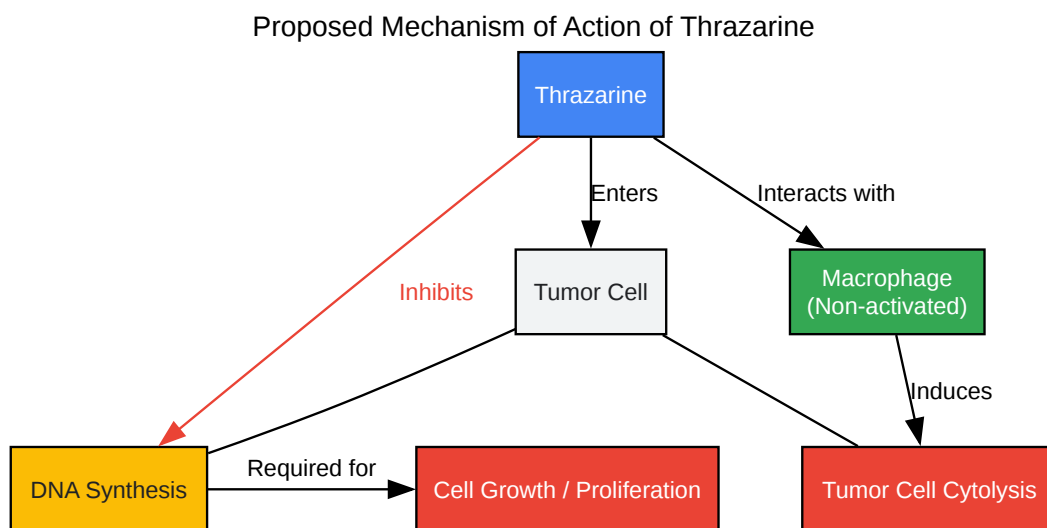 Proposed Mechanism of Action of Thrazarine
Thrazarine
Enters
Interacts with
Inhibits
Tumor Cell
Macrophage
(Non-activated)
Induces
DNA Synthesis
Required for
Cell Growth / Proliferation
Tumor Cell Cytolysis